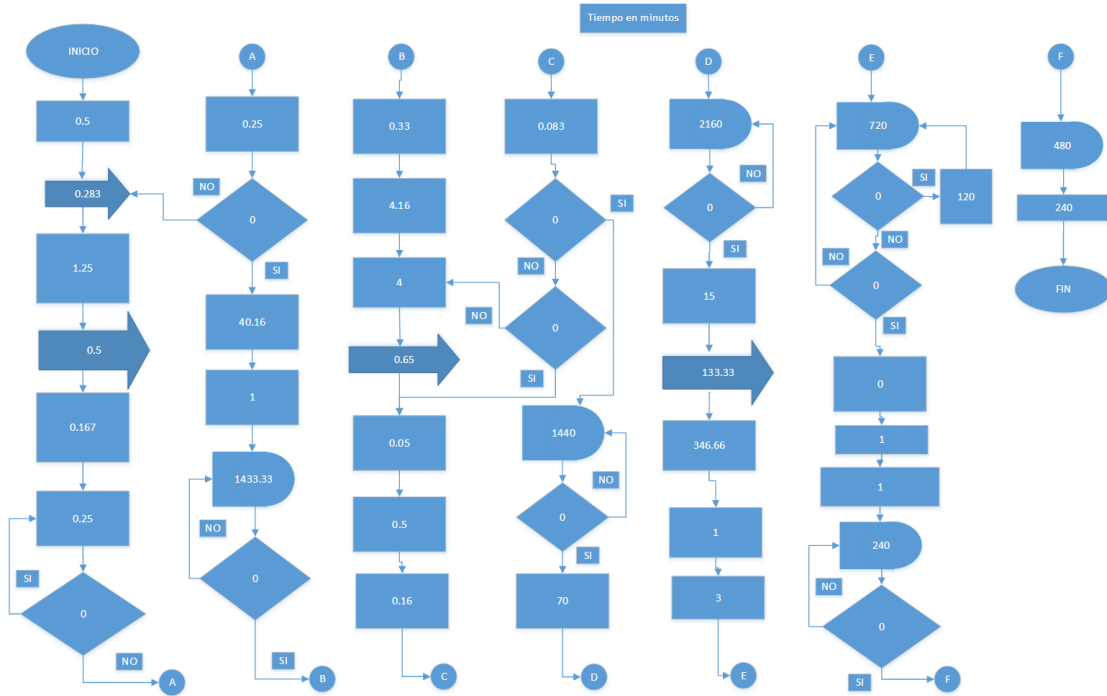 Tiempo en minutos
INICIO
0.5
0.283
1.25
0.5
0.167
0.25
SI
0
NO
A
A
0.25
NO
0
SI
40.16
1
1433.33
NO
0
SI
B
B
0.33
4.16
4
0.65
0.05
0.5
0.16
C
C
0.083
SI
0
NO
NO
0
SI
1440
NO
0
SI
70
D
D
2160
NO
0
SI
15
133.33
346.66
1
3
E
E
720
SI
0
120
NO
NO
0
SI
0
1
1
240
NO
0
SI
F
F
480
240
FIN